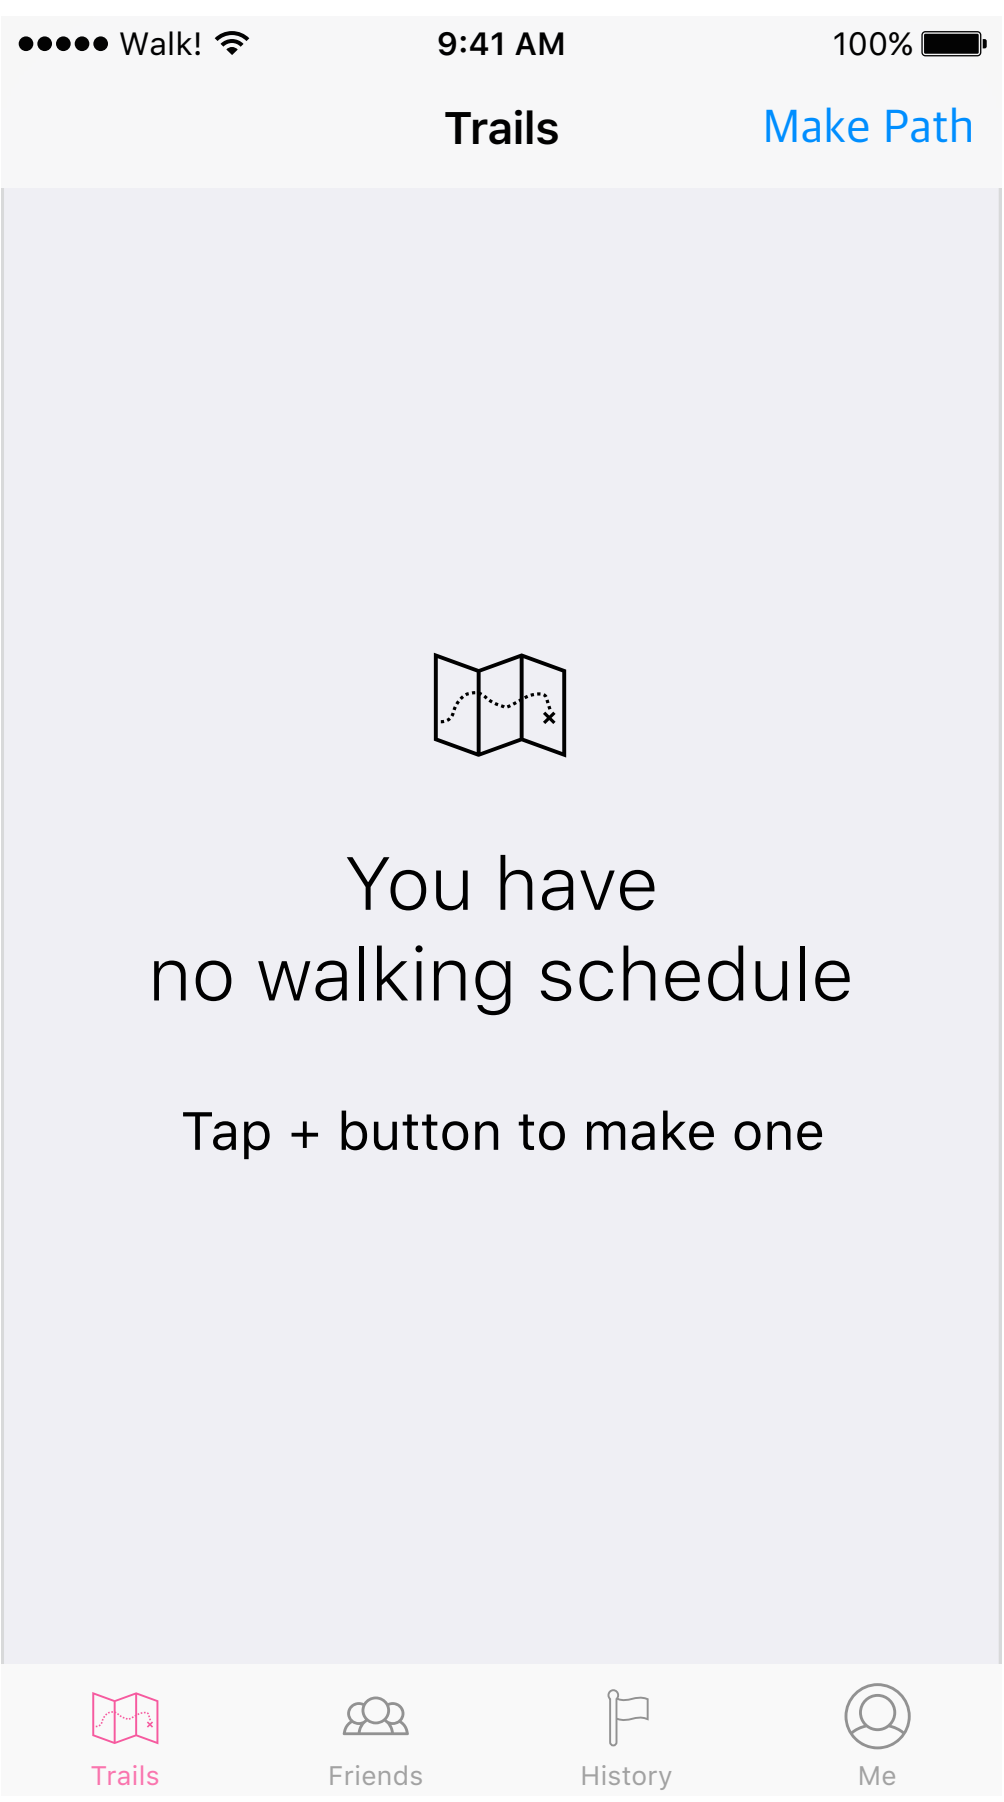 Walk! 9:41 AM 100%
Trails Make Path
You have
no walking schedule
Tap + button to make one
Trails Friends History Me